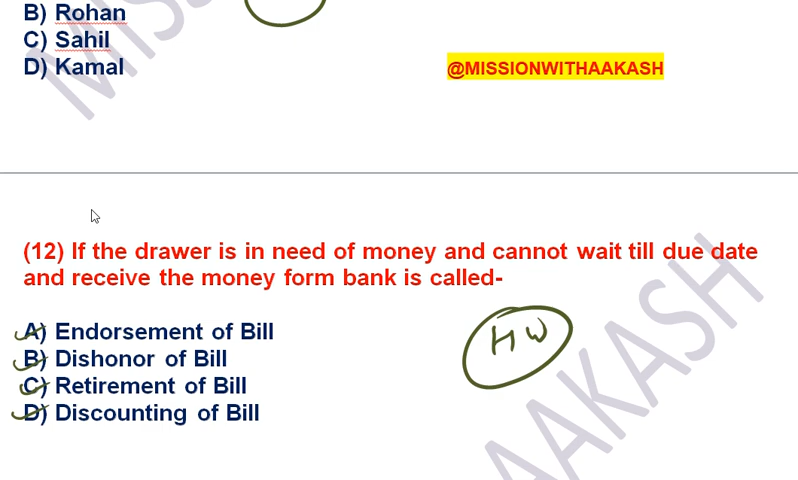 B) Rohan
C) Sahil
D) Kamal
@MISSIONWITHAAKASH
(12) If the drawer is in need of money and cannot wait till due date
and receive the money form bank is called-
A) Endorsement of Bill
B) Dishonor of Bill
C) Retirement of Bill
D) Discounting of Bill
HW
AAKASH